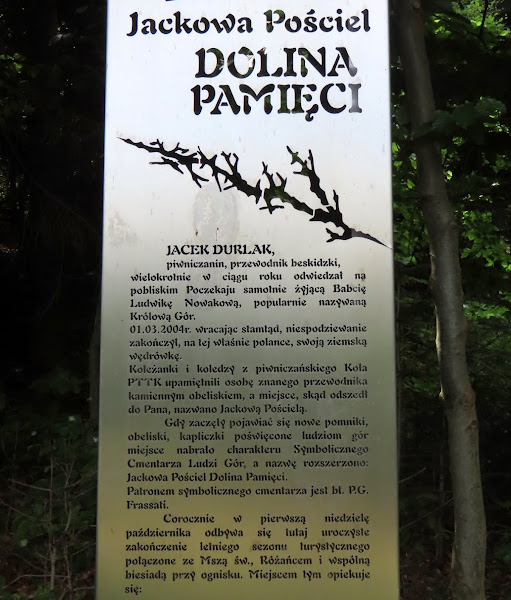 Jackowa Pościel
DOLINA
PAMIĘCI
JACEK DURLAK,
piwniczanin, przewodnik beskidzki,
wielokrotnie w ciągu roku odwiedzał na
pobliskim Poczekaju samotnie żyjącą Babcię
Ludwikę Nowakową, popularnie nazywaną
Królową Gór.
01.03.2004r. wracając stamtąd, niespodziewanie
zakończył, na tej właśnie polance, swoją ziemską
wędrówkę.
Koleżanki i koledzy z piwniczańskiego Koła
PTTK upamiętnili osobę znanego przewodnika
kamiennym obeliskiem, a miejsce, skąd odszedł
do Pana, nazwano Jackową Pościelą.
Gdy zaczęły pojawiać się nowe pomniki,
obeliski, kapliczki poświęcone ludziom gór
miejsce nabrało charakteru Symbolicznego
Cmentarza Ludzi Gór, a nazwę rozszerzono:
Jackowa Pościel Dolina Pamięci.
Patronem symbolicznego cmentarza jest bł. P.G.
Frassati.
Corocznie w pierwszą niedzielę
października odbywa się tutaj uroczyste
zakończenie letniego sezonu turystycznego
połączone ze Mszą św., Różańcem i wspólną
biesiadą przy ognisku. Miejscem tym opiekuje
się: